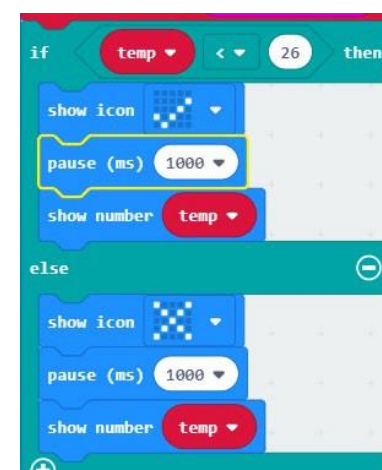 if temp < 26 then
show icon
pause (ms) 1000
show number temp
else
show icon
pause (ms) 1000
show number temp